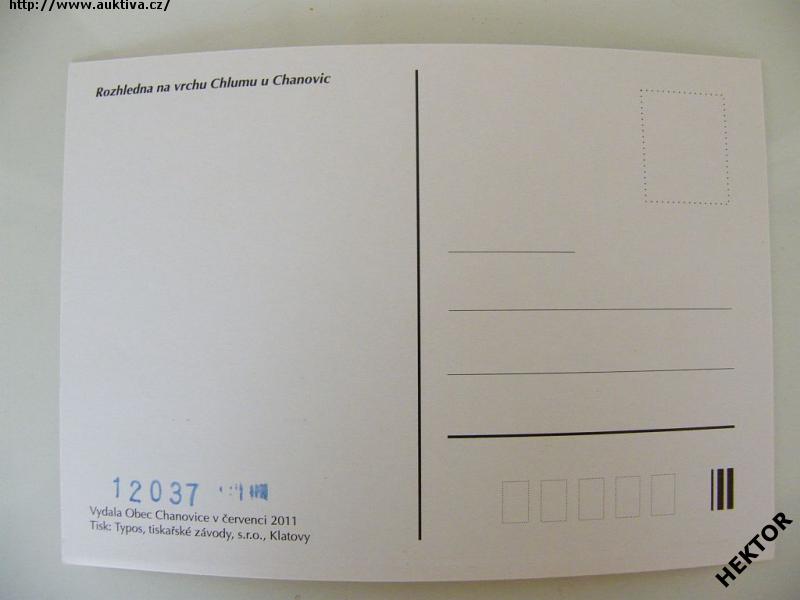 http://www.auktiva.cz/
Rozhledna na vrchu Chlumu u Chanovic
12037
Vydala Obec Chanovice v červenci 2011
Tisk: Typos, tiskařské závody, s.r.o., Klatovy
HEKTOR